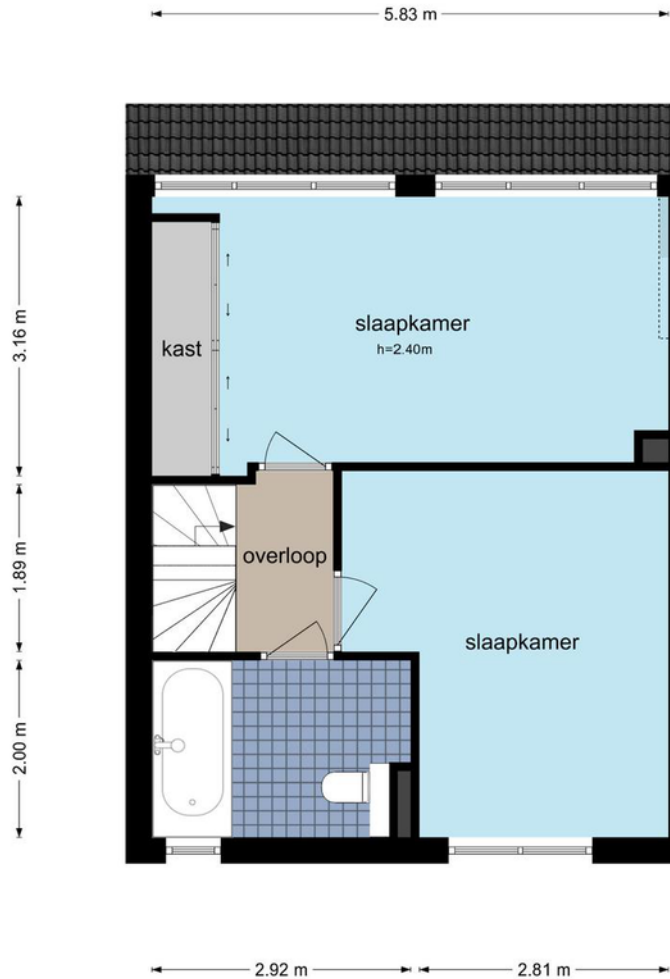 5.83 m
3.16 m
slaapkamer
h=2.40m
kast
1.89 m
overloop
slaapkamer
2.00 m
2.92 m
2.81 m